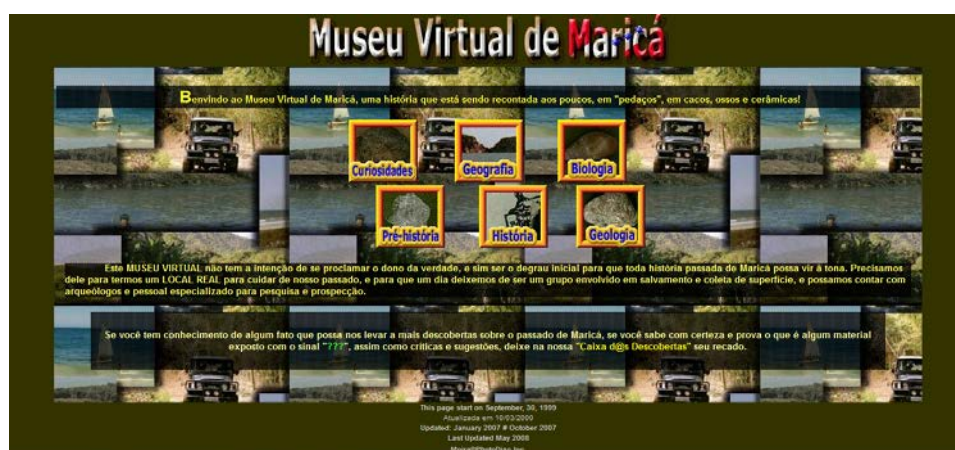 Museu Virtual de Maricá
Benvindo ao Museu Virtual de Maricá, uma história que está sendo recontada aos poucos, em "pedaços", em cacos, ossos e cerâmicas!
Curiosidades
Geografia
Biologia
Pré-história
História
Geologia
Este MUSEU VIRTUAL não tem a intenção de se proclamar o dono da verdade, e sim ser o degrau inicial para que toda história passada de Maricá possa vir à tona. Precisamos
dele para termos um LOCAL REAL para cuidar de nosso passado, e para que um dia deixemos de ser um grupo envolvido em salvamento e coleta de superfície, e possamos contar com
arqueólogos e pessoal especializado para pesquisa e prospecção.
Se você tem conhecimento de algum fato que possa nos levar a mais descobertas sobre o passado de Maricá, se você sabe com certeza e prova o que é algum material
exposto com o sinal "???", assim como críticas e sugestões, deixe na nossa "Caixa d@s Descobertas" seu recado.
This page start on September, 30, 1999
Atualizada em 10/03/2000
Updated: January 2007 # October 2007
Last Updated May 2008